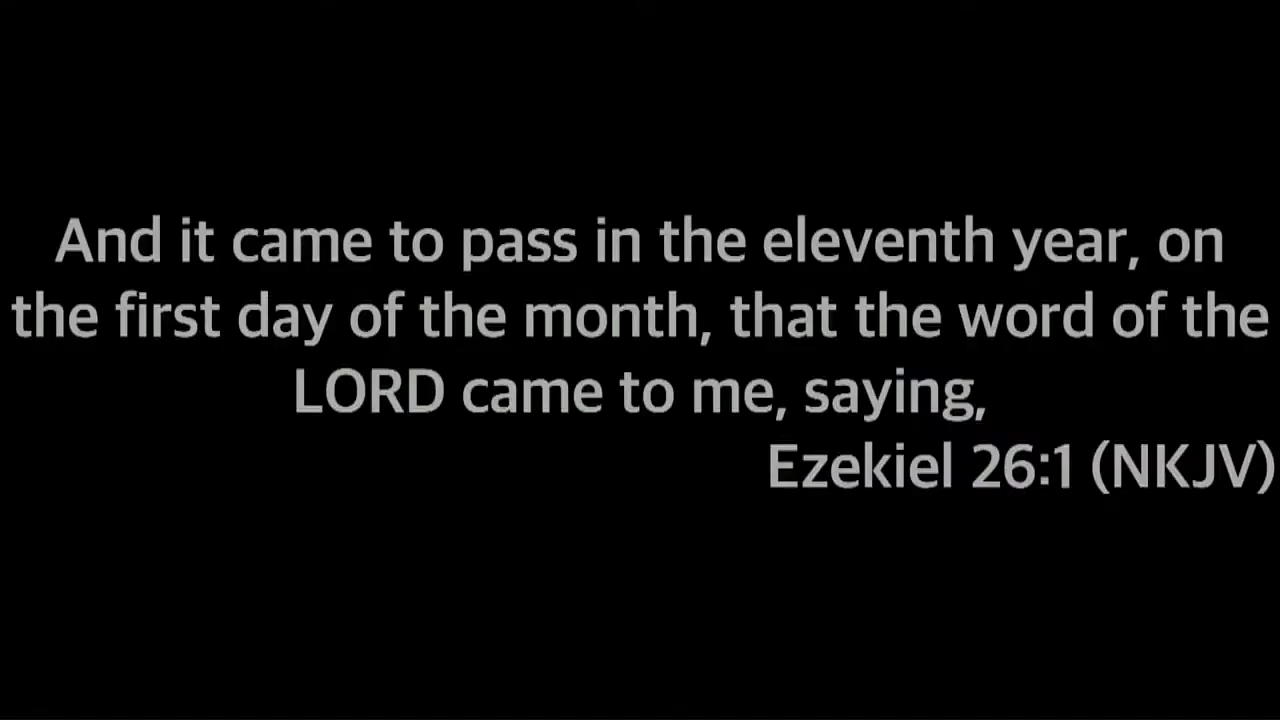 And it came to pass in the eleventh year, on
the first day of the month, that the word of the
LORD came to me, saying,
Ezekiel 26:1 (NKJV)